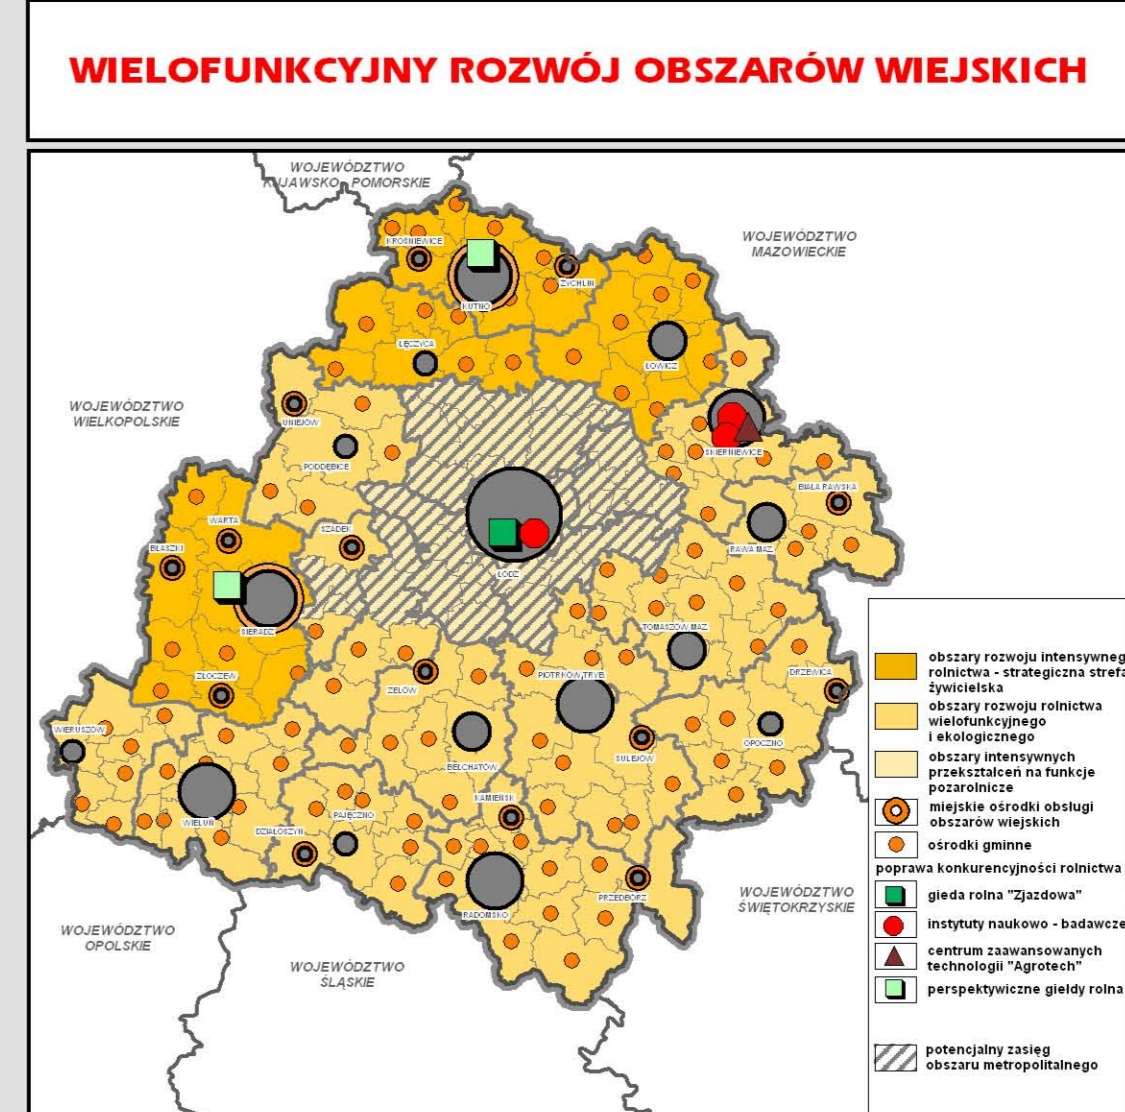 WIELOFUNKCYJNY ROZWÓJ OBSZARÓW WIEJSKICH
WOJEWÓDZTWO
KUJAWSKO - POMORSKIE
WOJEWÓDZTWO
MAZOWIECKIE
KROŚNIEWICE
ŻYCHLIN
KUTNO
ŁĘCZYCA
ŁOWICZ
WOJEWÓDZTWO
WIELKOPOLSKIE
UNIEJÓW
PODDĘBICE
SKIERNIEWICE
BIAŁA RAWSKA
WARTA
SZADEK
BŁASZKI
RAWA MAZ.
ŁÓDŹ
SIERADZ
TOMASZÓW MAZ.
ZŁOCZEW
ZELÓW
PIOTRKÓW TRYB.
DRZEWICA
WIERUSZÓW
BEŁCHATÓW
SULEJÓW
OPOCZNO
KAMIEŃSK
WIELUŃ
DZIAŁOSZYN
PAJĘCZNO
RADOMSKO
PRZEDBÓRZ
WOJEWÓDZTWO
ŚWIĘTOKRZYSKIE
WOJEWÓDZTWO
OPOLSKIE
WOJEWÓDZTWO
ŚLĄSKIE
obszary rozwoju intensywneg
rolnictwa - strategiczna strefa
żywicielska
obszary rozwoju rolnictwa
wielofunkcyjnego
i ekologicznego
obszary intensywnych
przekształceń na funkcje
pozarolnicze
miejskie ośrodki obsługi
obszarów wiejskich
ośrodki gminne
poprawa konkurencyjności rolnictwa
gieda rolna "Zjazdowa"
instytuty naukowo - badawcze
centrum zaawansowanych
technologii "Agrotech"
perspektywiczne giełdy rolna
potencjalny zasięg
obszaru metropolitalnego